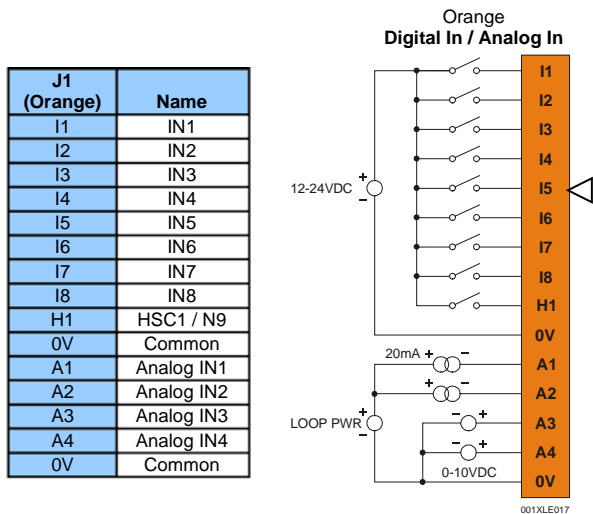 J1
(Orange) Name
I1 IN1
I2 IN2
I3 IN3
I4 IN4
I5 IN5
I6 IN6
I7 IN7
I8 IN8
H1 HSC1 / N9
0V Common
A1 Analog IN1
A2 Analog IN2
A3 Analog IN3
A4 Analog IN4
0V Common
Orange
Digital In / Analog In
I1
I2
I3
I4
12-24VDC + - I5
I6
I7
I8
H1
0V
20mA + - A1
+ - A2
LOOP PWR + - - + A3
- + A4
0-10VDC 0V
001XLE017